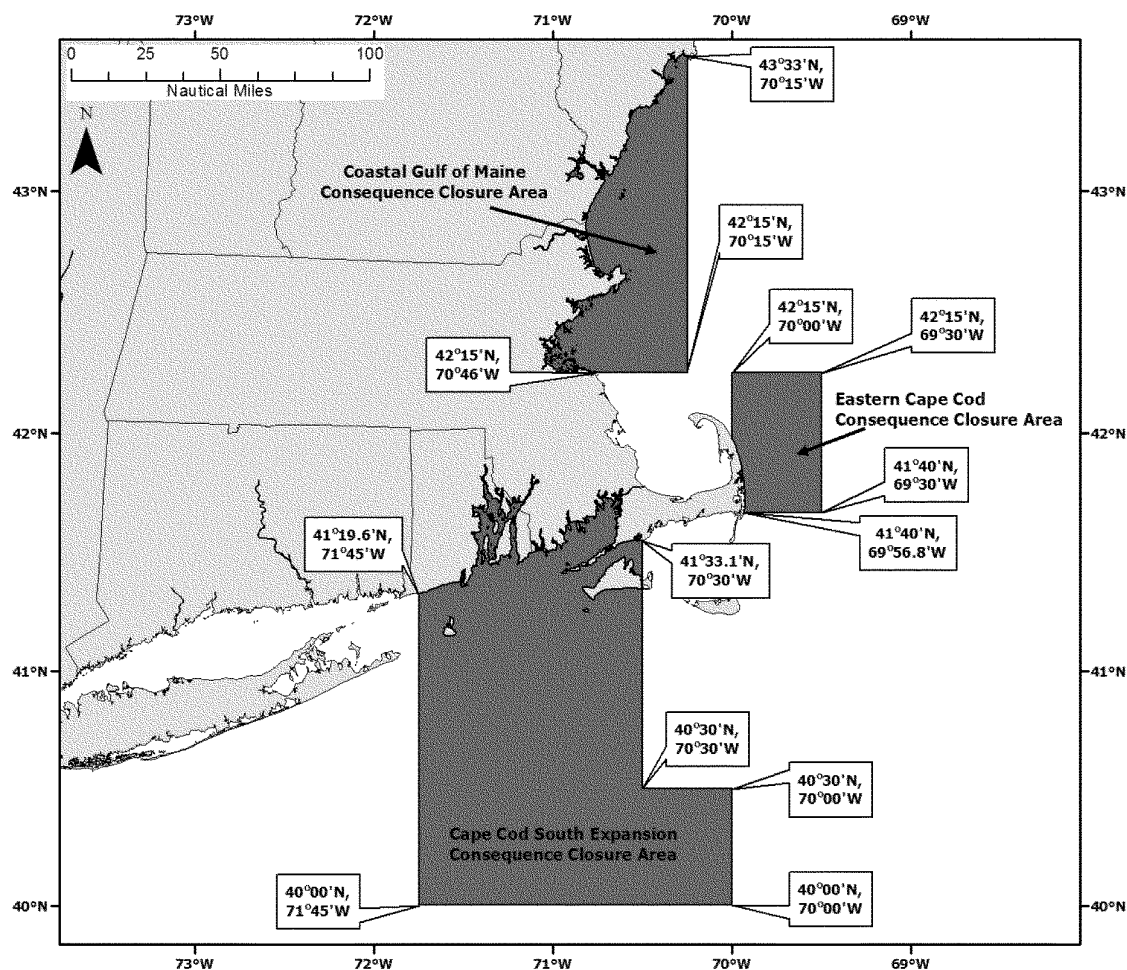 73°W 72°W 71°W 70°W 69°W
0 25 50 100
Nautical Miles
N
43°33'N,
70°15'W
Coastal Gulf of Maine
Consequence Closure Area
43°N
43°N
42°15'N,
70°15'W
42°15'N,
70°00'W
42°15'N,
69°30'W
42°15'N,
70°46'W
Eastern Cape Cod
Consequence Closure Area
42°N
42°N
41°40'N,
69°30'W
41°19.6'N,
71°45'W
41°40'N,
69°56.8'W
41°33.1'N,
70°30'W
41°N
41°N
40°30'N,
70°30'W
40°30'N,
70°00'W
Cape Cod South Expansion
Consequence Closure Area
40°00'N,
71°45'W
40°00'N,
70°00'W
40°N
40°N
73°W 72°W 71°W 70°W 69°W